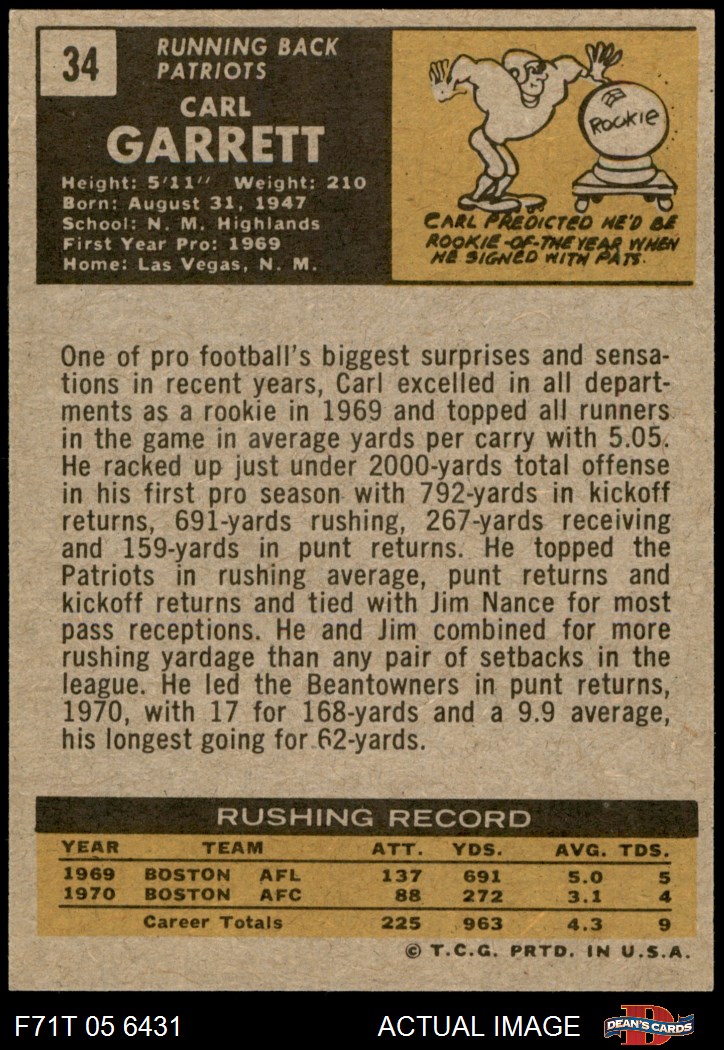 34
RUNNING BACK
PATRIOTS
CARL
GARRETT
Height: 5'11" Weight: 210
Born: August 31, 1947
School: N. M. Highlands
First Year Pro: 1969
Home: Las Vegas, N. M.
ROOKIE
CARL PREDICTED HE'D BE
ROOKIE-OF-THE YEAR WHEN
HE SIGNED WITH PATS.
One of pro football's biggest surprises and sensa-
tions in recent years, Carl excelled in all depart-
ments as a rookie in 1969 and topped all runners
in the game in average yards per carry with 5.05.
He racked up just under 2000-yards total offense
in his first pro season with 792-yards in kickoff
returns, 691-yards rushing, 267-yards receiving
and 159-yards in punt returns. He topped the
Patriots in rushing average, punt returns and
kickoff returns and tied with Jim Nance for most
pass receptions. He and Jim combined for more
rushing yardage than any pair of setbacks in the
league. He led the Beantowners in punt returns,
1970, with 17 for 168-yards and a 9.9 average,
his longest going for 62-yards.
RUSHING RECORD
YEAR TEAM ATT. YDS. AVG. TDS.
1969 BOSTON AFL 137 691 5.0 5
1970 BOSTON AFC 88 272 3.1 4
Career Totals 225 963 4.3 9
© T.C.G. PRTD. IN U.S.A.
F71T 05 6431 ACTUAL IMAGE D DEAN'S CARDS